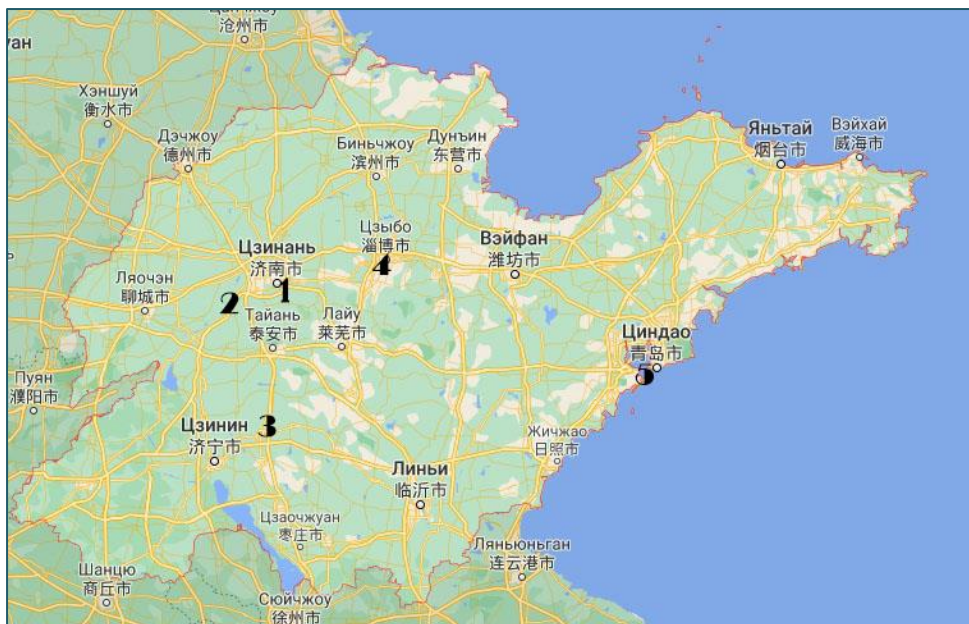 Цанчжоу
沧州市
уан
Хэншуй
衡水市
Дэчжоу
德州市
Биньчжоу
滨州市
Дунъин
东营市
Яньтай
烟台市
Вэйхай
威海市
Цзыбо
淄博市
4
Вэйфан
潍坊市
Цзинань
济南市
1
2
Ляочэн
聊城市
Тайань
泰安市
Лайу
莱芜市
Циндао
青岛市
5
Пуян
濮阳市
3
Цзинин
济宁市
Жичжао
日照市
Линьи
临沂市
Цзаочжуан
枣庄市
Ляньюньган
连云港市
Шанцю
商丘市
Сюйчжоу
徐州市